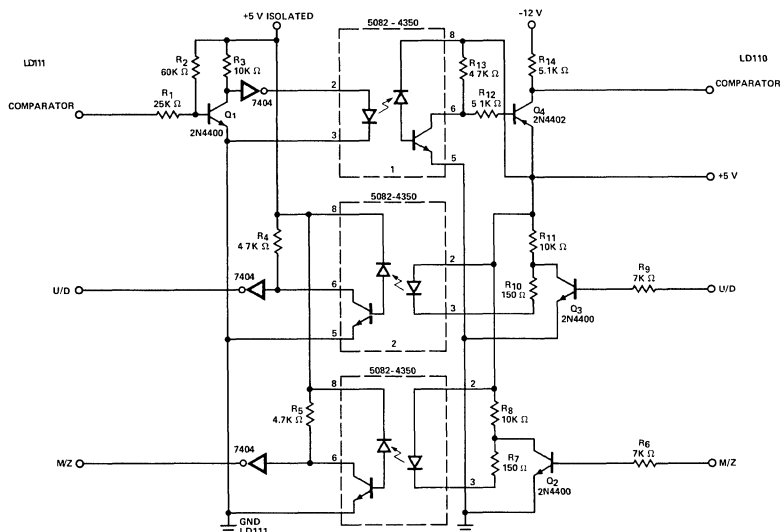 +5 V ISOLATED
5082 - 4350
-12 V
LD111
R2
60K Ω
R3
10K Ω
8
R13
4 7K Ω
R14
5.1K Ω
LD110
R1
25K Ω
7404
2
6
R12
5 1K Ω
COMPARATOR
COMPARATOR
Q1
2N4400
Q4
2N4402
3
5
1
+5 V
5082-4350
8
R4
4 7K Ω
2
R11
10K Ω
7404
6
R10
150 Ω
R9
7K Ω
U/D
U/D
3
Q3
2N4400
5
2
5082-4350
8
2
R5
4.7K Ω
R8
10K Ω
7404
6
R7
150 Ω
R6
7K Ω
M/Z
M/Z
3
Q2
2N4400
GND
LD111